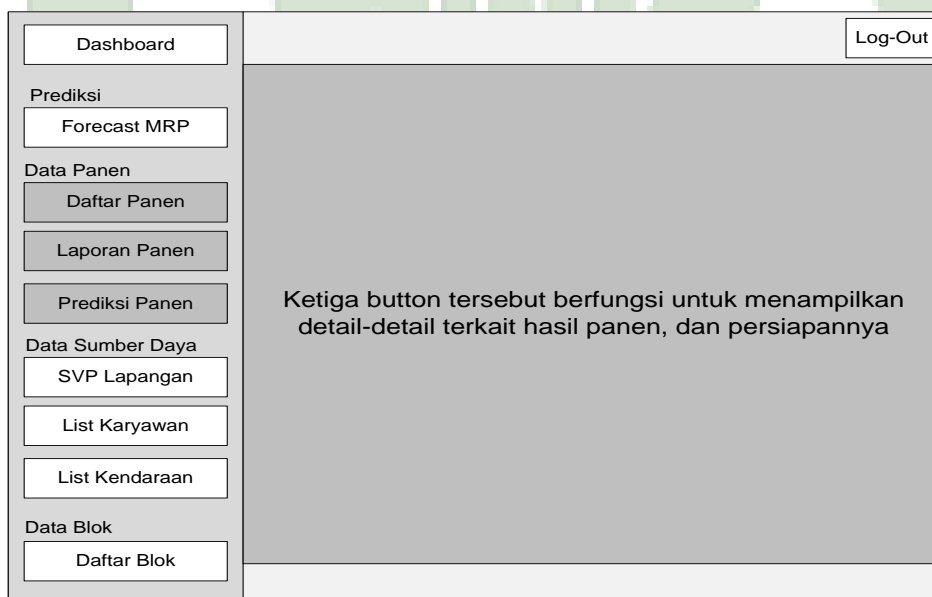 Dashboard
Log-Out
Prediksi
Forecast MRP
Data Panen
Daftar Panen
Laporan Panen
Prediksi Panen
Ketiga button tersebut berfungsi untuk menampilkan
detail-detail terkait hasil panen, dan persiapannya
Data Sumber Daya
SVP Lapangan
List Karyawan
List Kendaraan
Data Blok
Daftar Blok